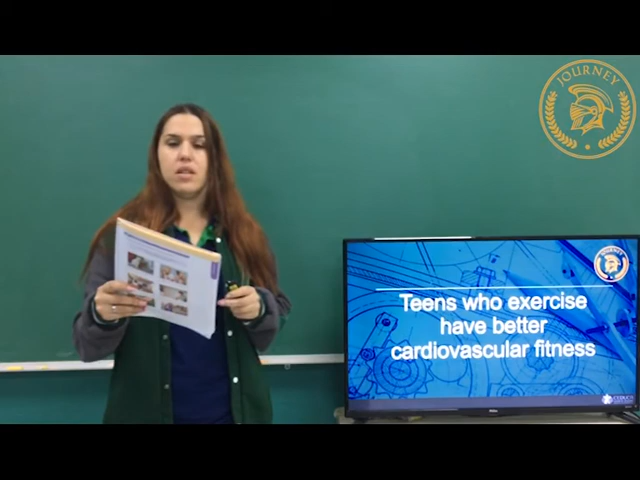 JOURNEY
Teens who exercise
have better
cardiovascular fitness